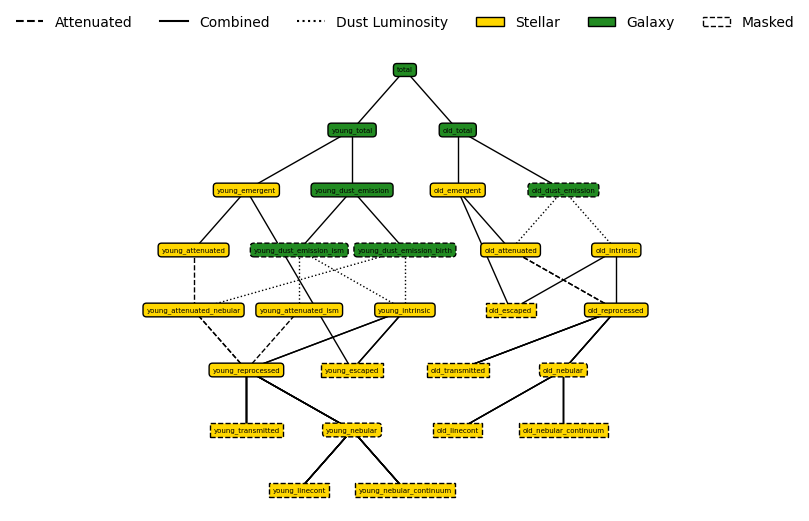 Attenuated Combined Dust Luminosity Stellar Galaxy Masked
total
young_total old_total
young_emergent young_dust_emission old_emergent old_dust_emission
young_attenuated young_dust_emission_ism young_dust_emission_birth old_attenuated old_intrinsic
young_attenuated_nebular young_attenuated_ism young_intrinsic old_escaped old_reprocessed
young_reprocessed young_escaped old_transmitted old_nebular
young_transmitted young_nebular old_linecont old_nebular_continuum
young_linecont young_nebular_continuum